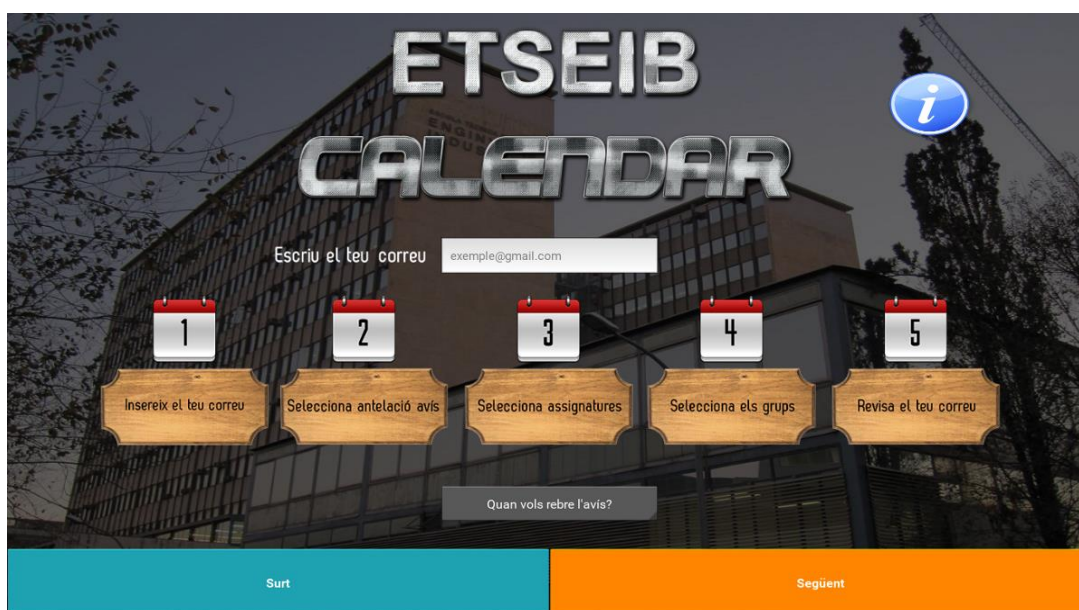 ETSEIB
CALENDAR
i
Escriu el teu correu
exemple@gmail.com
1
2
3
4
5
Insereix el teu correu
Selecciona antelació avís
Selecciona assignatures
Selecciona els grups
Revisa el teu correu
Quan vols rebre l'avís?
Surt
Següent